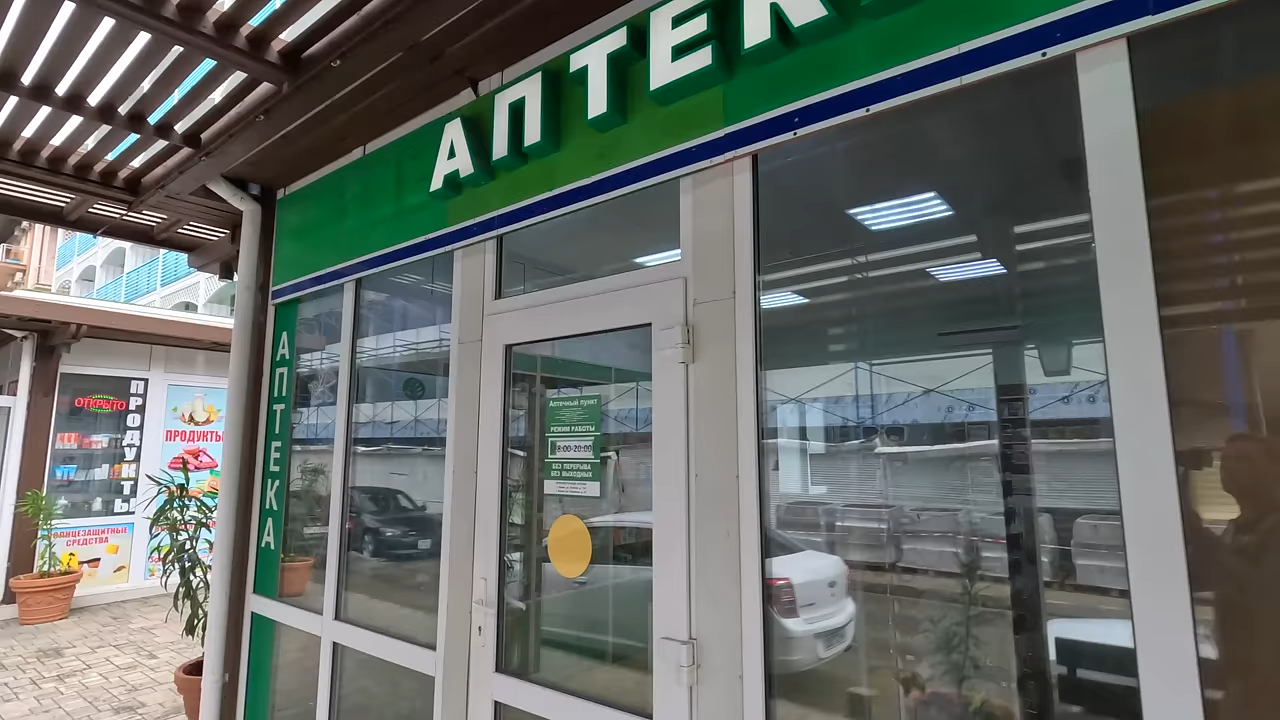 АПТЕК
АПТЕКА
Аптечный пункт
РЕЖИМ РАБОТЫ
8:00-20:00
БЕЗ ПЕРЕРЫВА
БЕЗ ВЫХОДНЫХ
ОТКРЫТО
ПРОДУКТЫ
ПРОДУКТЫ
СОЛНЦЕЗАЩИТНЫЕ
СРЕДСТВА